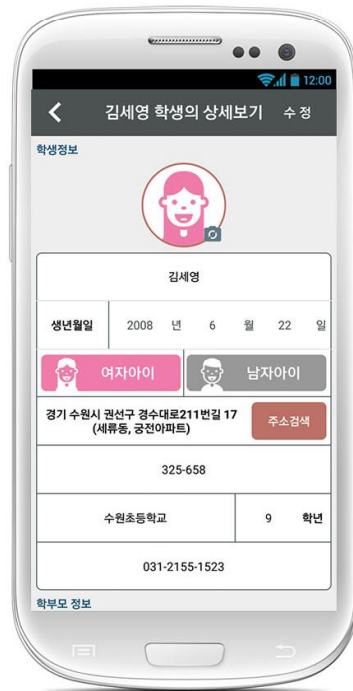 12:00
김세영 학생의 상세보기 수 정
학생정보
김세영
생년월일 2008 년 6 월 22 일
여자아이 남자아이
경기 수원시 권선구 경수대로211번길 17
(세류동, 궁전아파트)
주소검색
325-658
수원초등학교 9 학년
031-2155-1523
학부모 정보